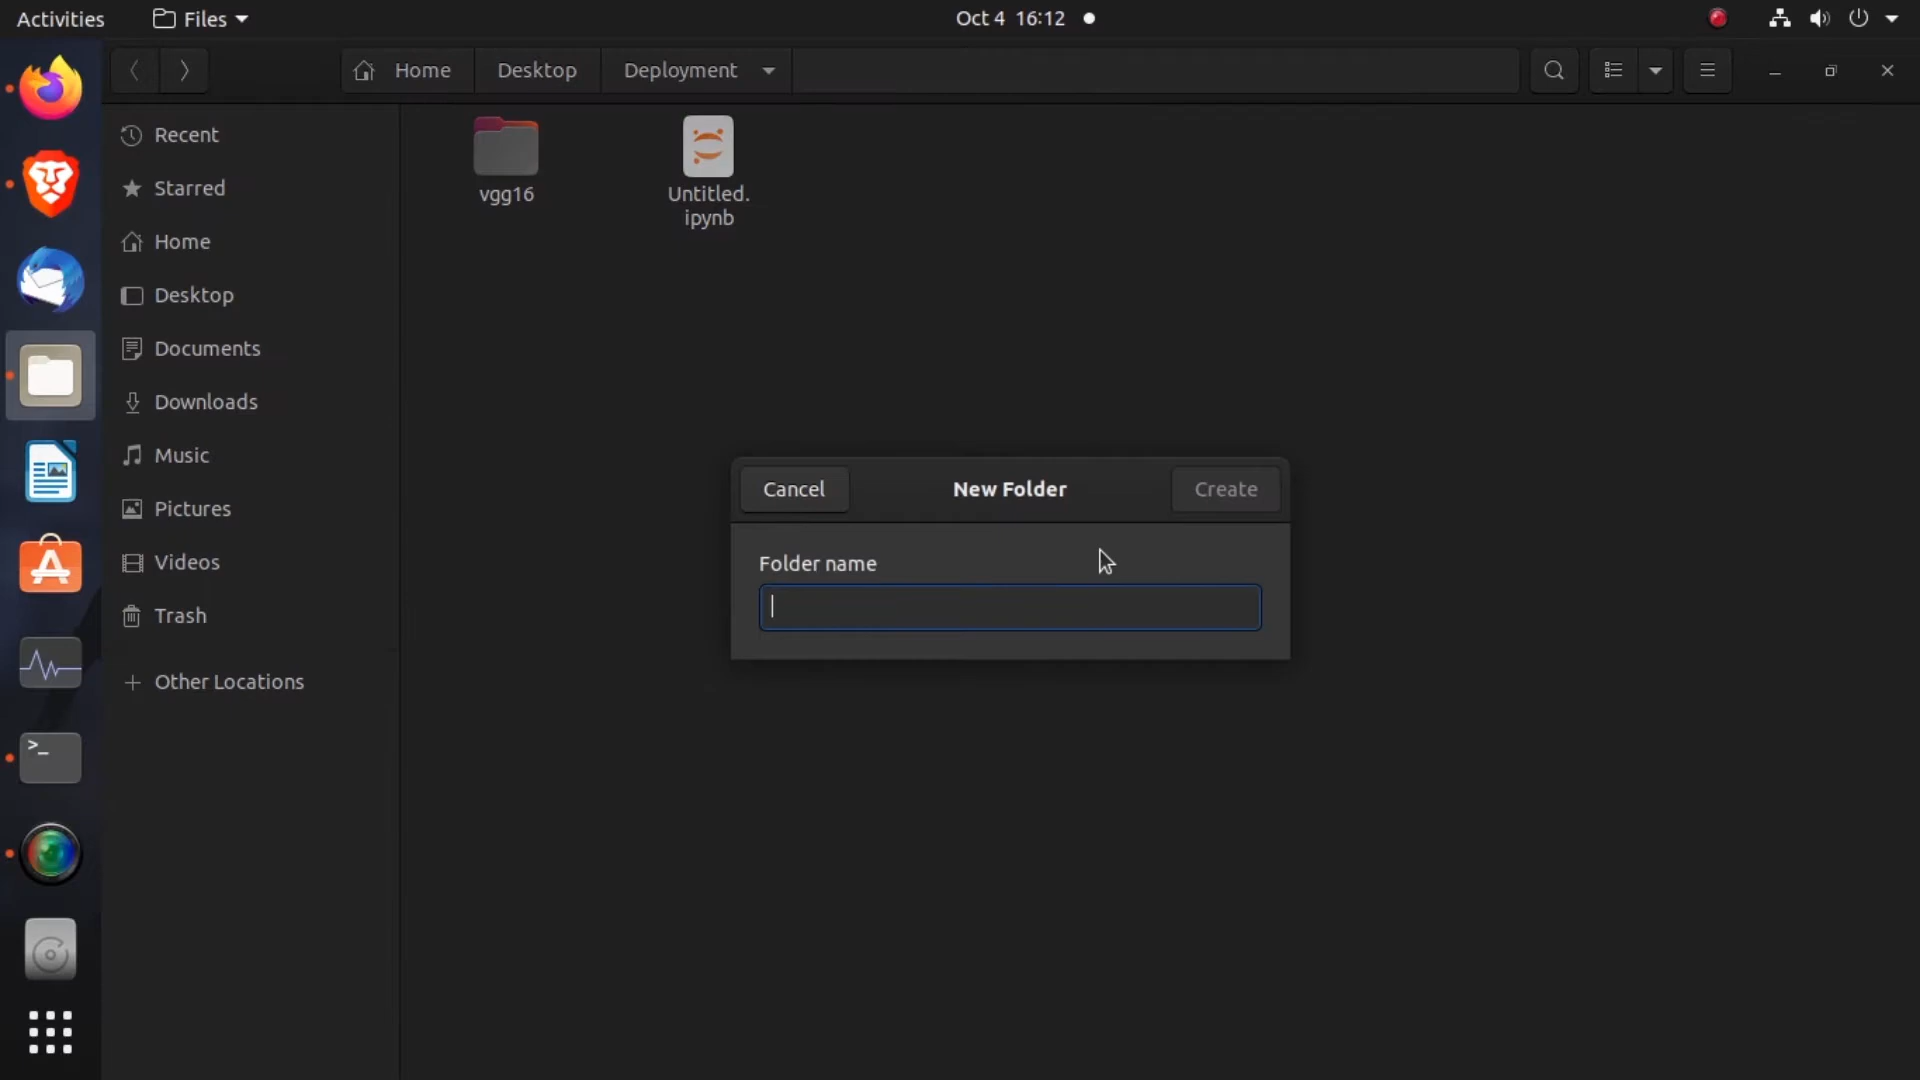 Activities
Files
Oct 4 16:12
Home
Desktop
Deployment
Recent
Starred
Home
Desktop
Documents
Downloads
Music
Pictures
Videos
Trash
Other Locations
vgg16
Untitled.
ipynb
Cancel
New Folder
Create
Folder name